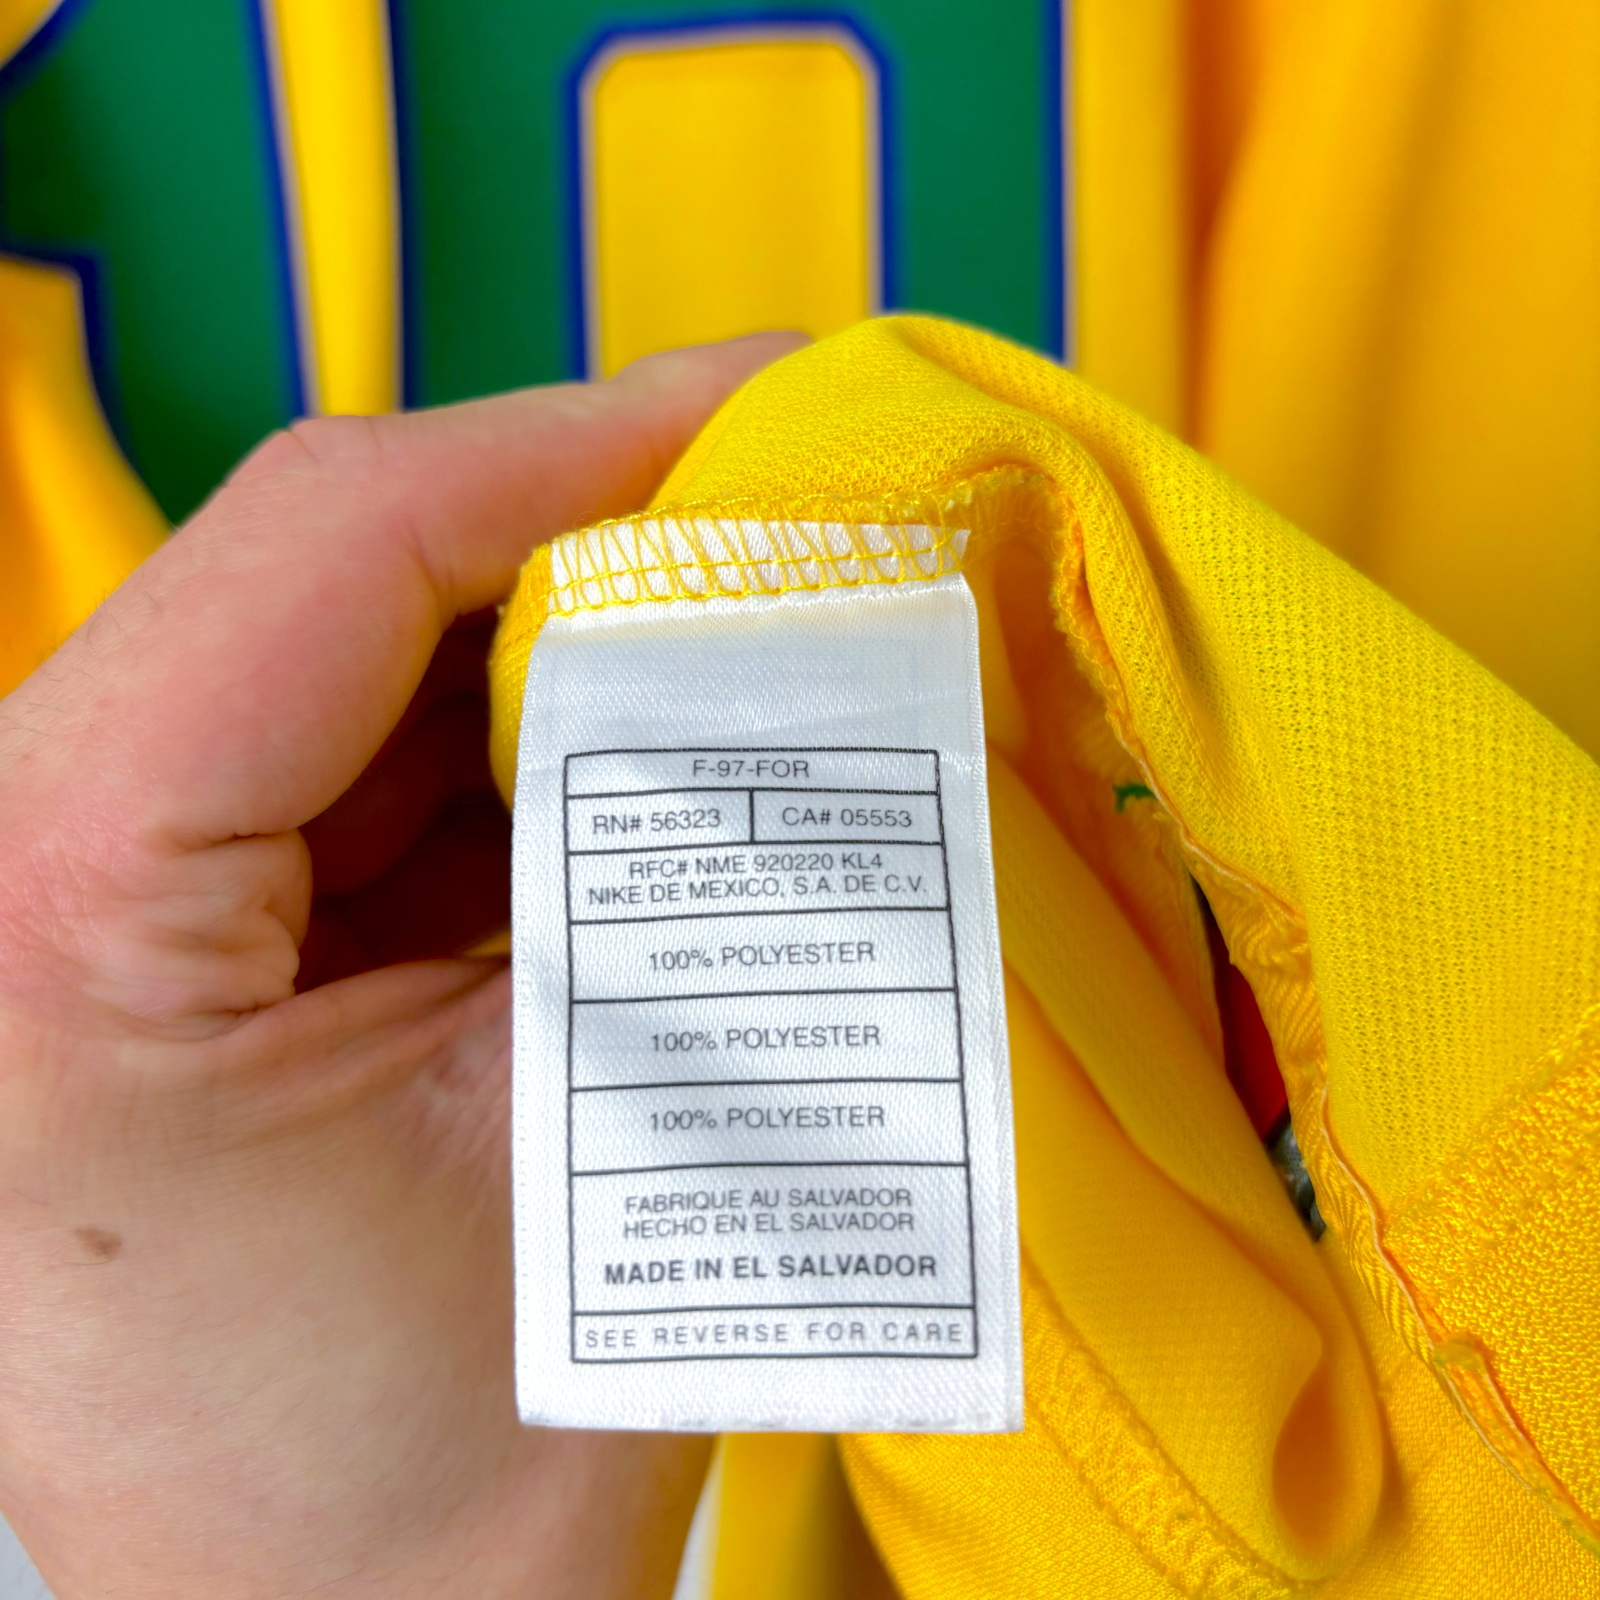 F-97-FOR
RN# 56323 CA# 05553
RFC# NME 920220 KL4
NIKE DE MEXICO, S.A. DE C.V.
100% POLYESTER
100% POLYESTER
100% POLYESTER
FABRIQUE AU SALVADOR
HECHO EN EL SALVADOR
MADE IN EL SALVADOR
SEE REVERSE FOR CARE